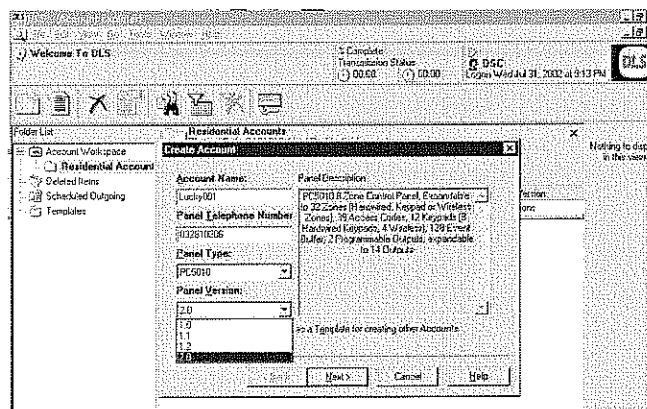 Welcome To DLS
% Complete
Transmission Status
00:00
00:00
DSC
Logon Wed Jul 31, 2002 at 9:13 PM
DLS
Folder List
Residential Accounts
Account Workspace
Residential Account
Deleted Items
Scheduled Outgoing
Templates
Nothing to disp
in this view
Create Account
Account Name:
Lucky001
Panel Telephone Number
032810206
Panel Type:
PC5010
Panel Version:
2.0
1.0
1.1
1.2
2.0
Panel Description
PC5010 8 Zone Control Panel, Expandable
to 32 Zones (Hardwired, Keypad or Wireless
Zones), 39 Access Codes, 12 Keypads (8
Hardwired Keypads, 4 Wireless), 128 Event
Buffer, 2 Programmable Outputs, expandable
to 14 Outputs
as a Template for creating other Accounts
Next >
Cancel
Help